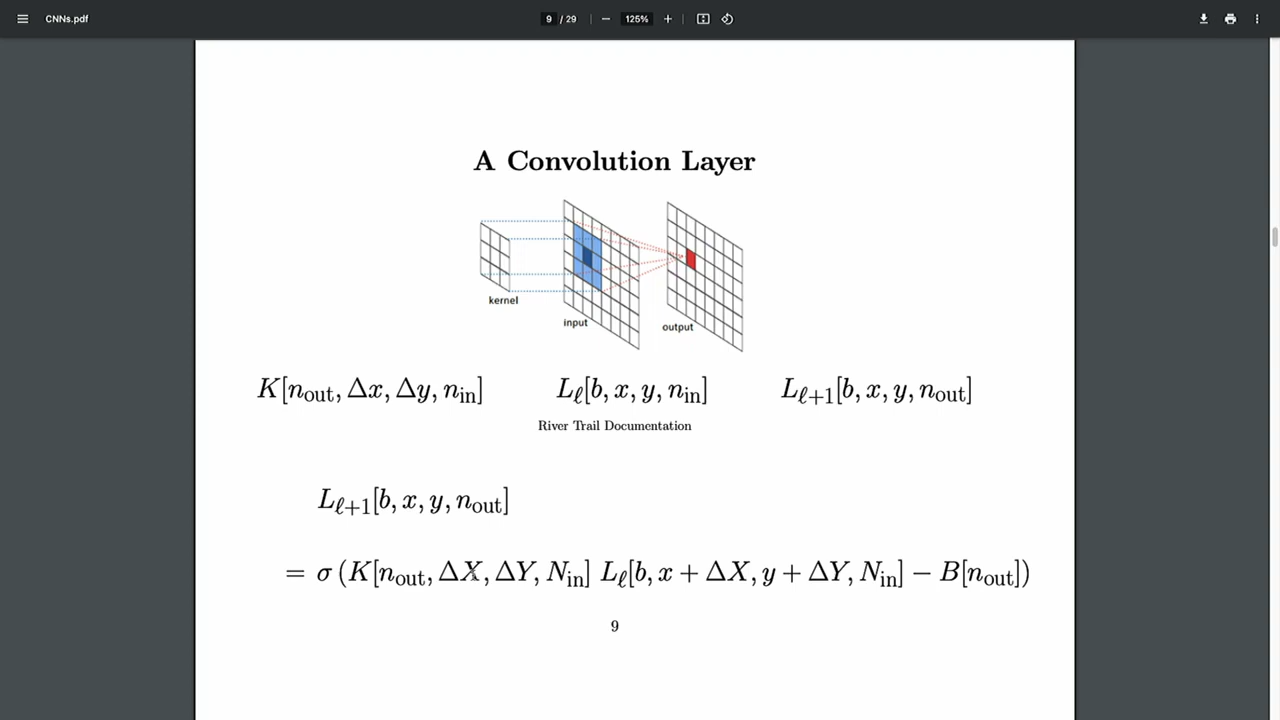 CNNs.pdf
9 / 29
125%
A Convolution Layer
kernel
input
output
K[n_out, Δx, Δy, n_in] L_ℓ[b, x, y, n_in] L_ℓ+1[b, x, y, n_out]
River Trail Documentation
L_ℓ+1[b, x, y, n_out]
= σ (K[n_out, ΔX, ΔY, N_in] L_ℓ[b, x + ΔX, y + ΔY, N_in] − B[n_out])
9